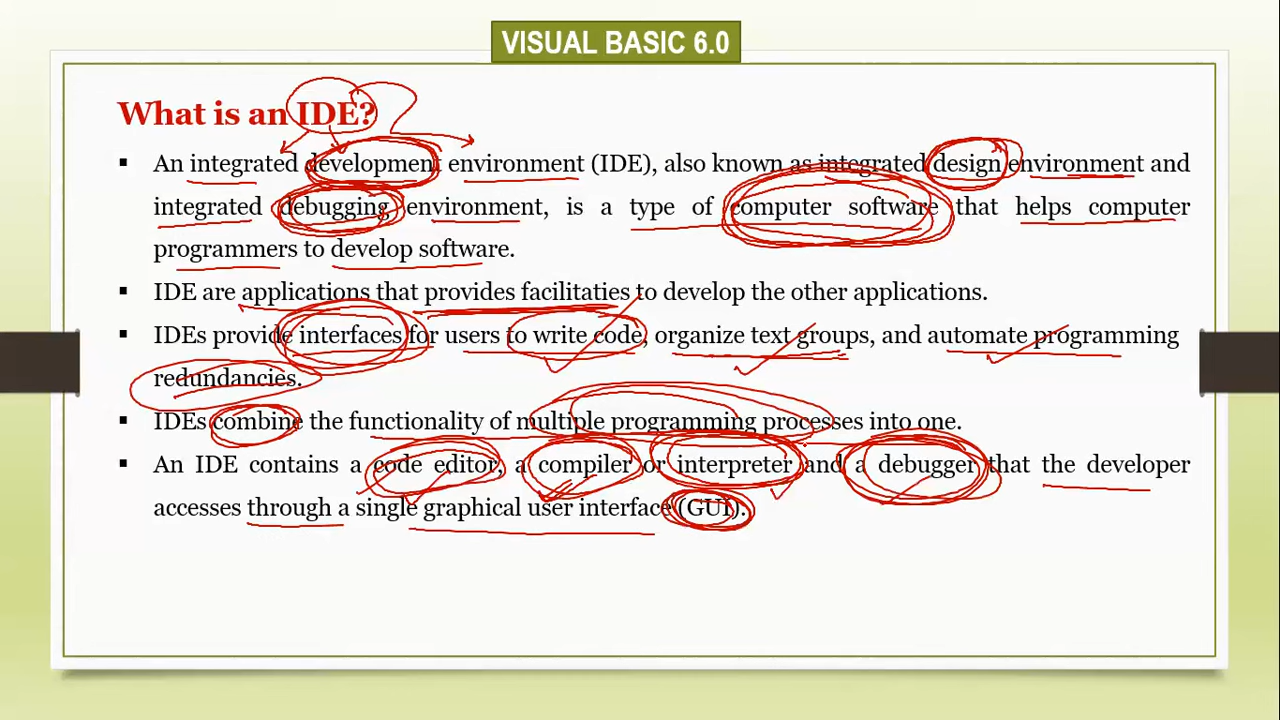 VISUAL BASIC 6.0
What is an IDE?
▪ An integrated development environment (IDE), also known as integrated design environment and
integrated debugging environment, is a type of computer software that helps computer
programmers to develop software.
▪ IDE are applications that provides facilitaties to develop the other applications.
▪ IDEs provide interfaces for users to write code, organize text groups, and automate programming
redundancies.
▪ IDEs combine the functionality of multiple programming processes into one.
▪ An IDE contains a code editor, a compiler or interpreter and a debugger that the developer
accesses through a single graphical user interface (GUI).